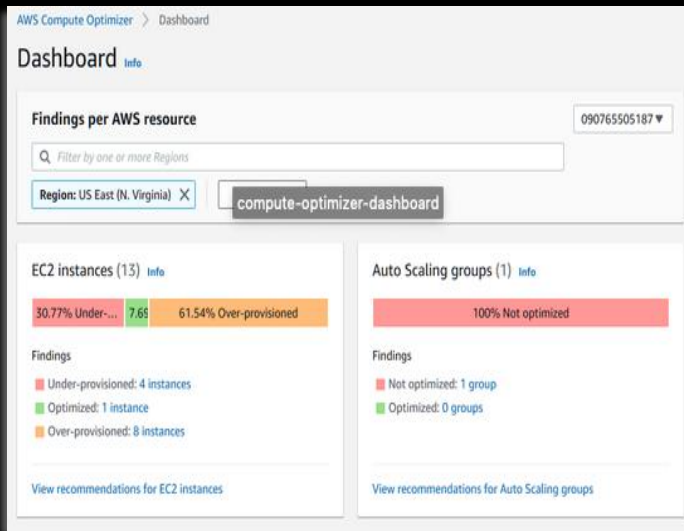 AWS Compute Optimizer > Dashboard
Dashboard Info
Findings per AWS resource
090765505187 ▼
Filter by one or more Regions
Region: US East (N. Virginia) X
compute-optimizer-dashboard
EC2 instances (13) Info
30.77% Under-... 7.69 61.54% Over-provisioned
Findings
Under-provisioned: 4 instances
Optimized: 1 instance
Over-provisioned: 8 instances
View recommendations for EC2 instances
Auto Scaling groups (1) Info
100% Not optimized
Findings
Not optimized: 1 group
Optimized: 0 groups
View recommendations for Auto Scaling groups